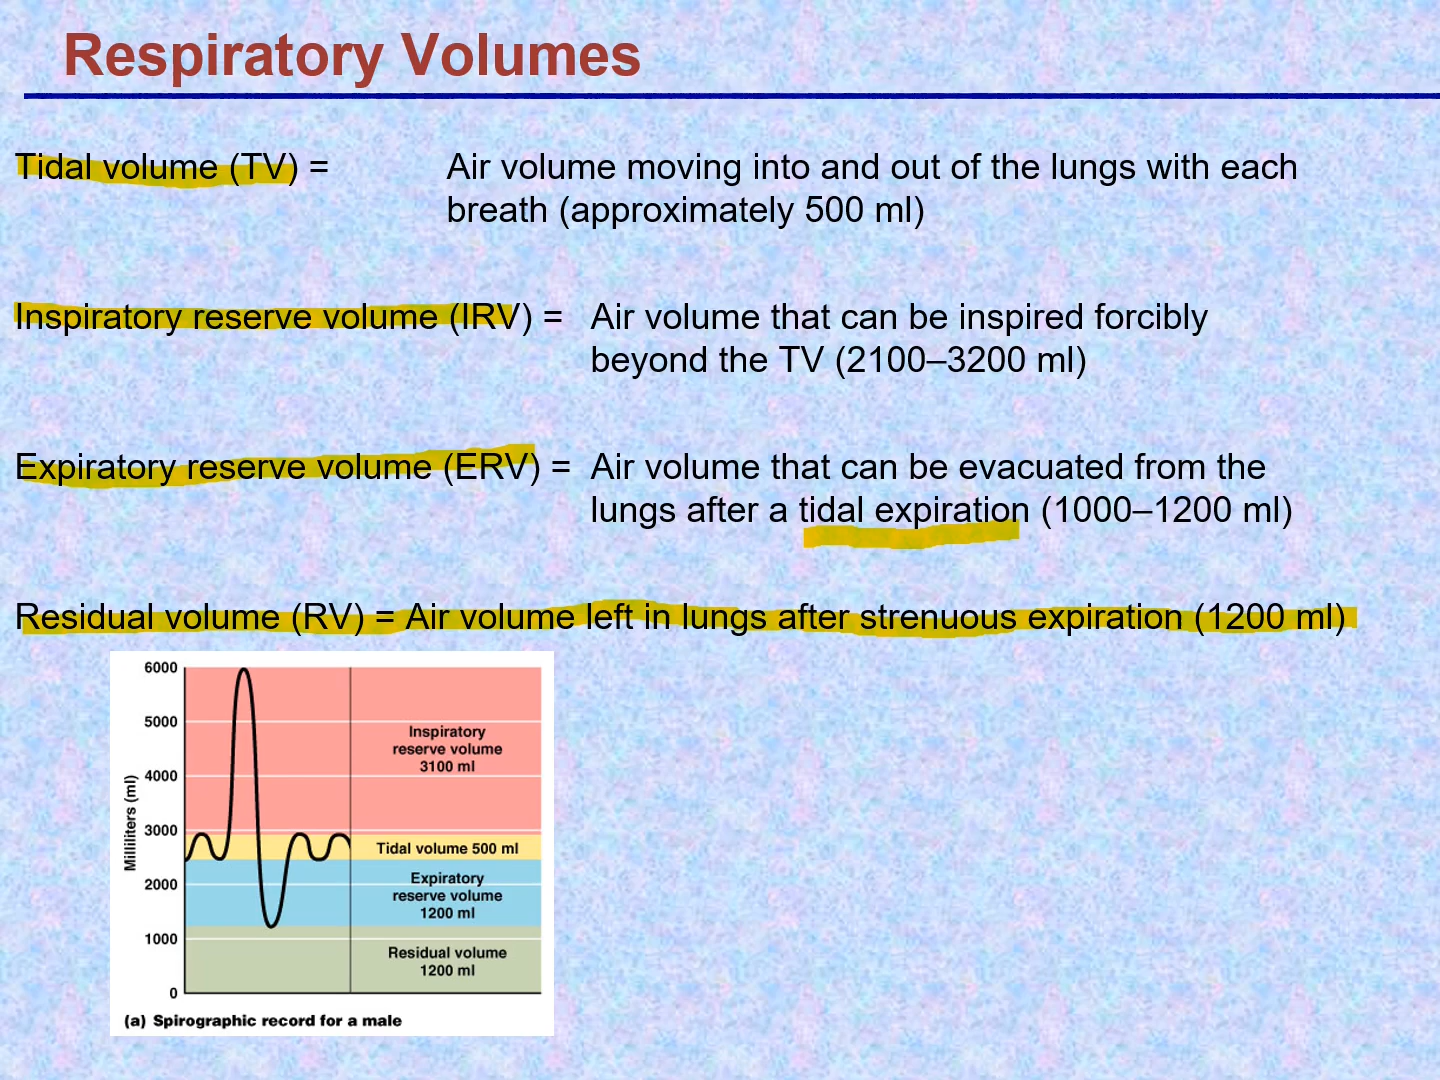 Respiratory Volumes
Tidal volume (TV) = Air volume moving into and out of the lungs with each
breath (approximately 500 ml)
Inspiratory reserve volume (IRV) = Air volume that can be inspired forcibly
beyond the TV (2100–3200 ml)
Expiratory reserve volume (ERV) = Air volume that can be evacuated from the
lungs after a tidal expiration (1000–1200 ml)
Residual volume (RV) = Air volume left in lungs after strenuous expiration (1200 ml)
Milliliters (ml)
6000
5000
4000
3000
2000
1000
0
Inspiratory
reserve volume
3100 ml
Tidal volume 500 ml
Expiratory
reserve volume
1200 ml
Residual volume
1200 ml
(a) Spirographic record for a male